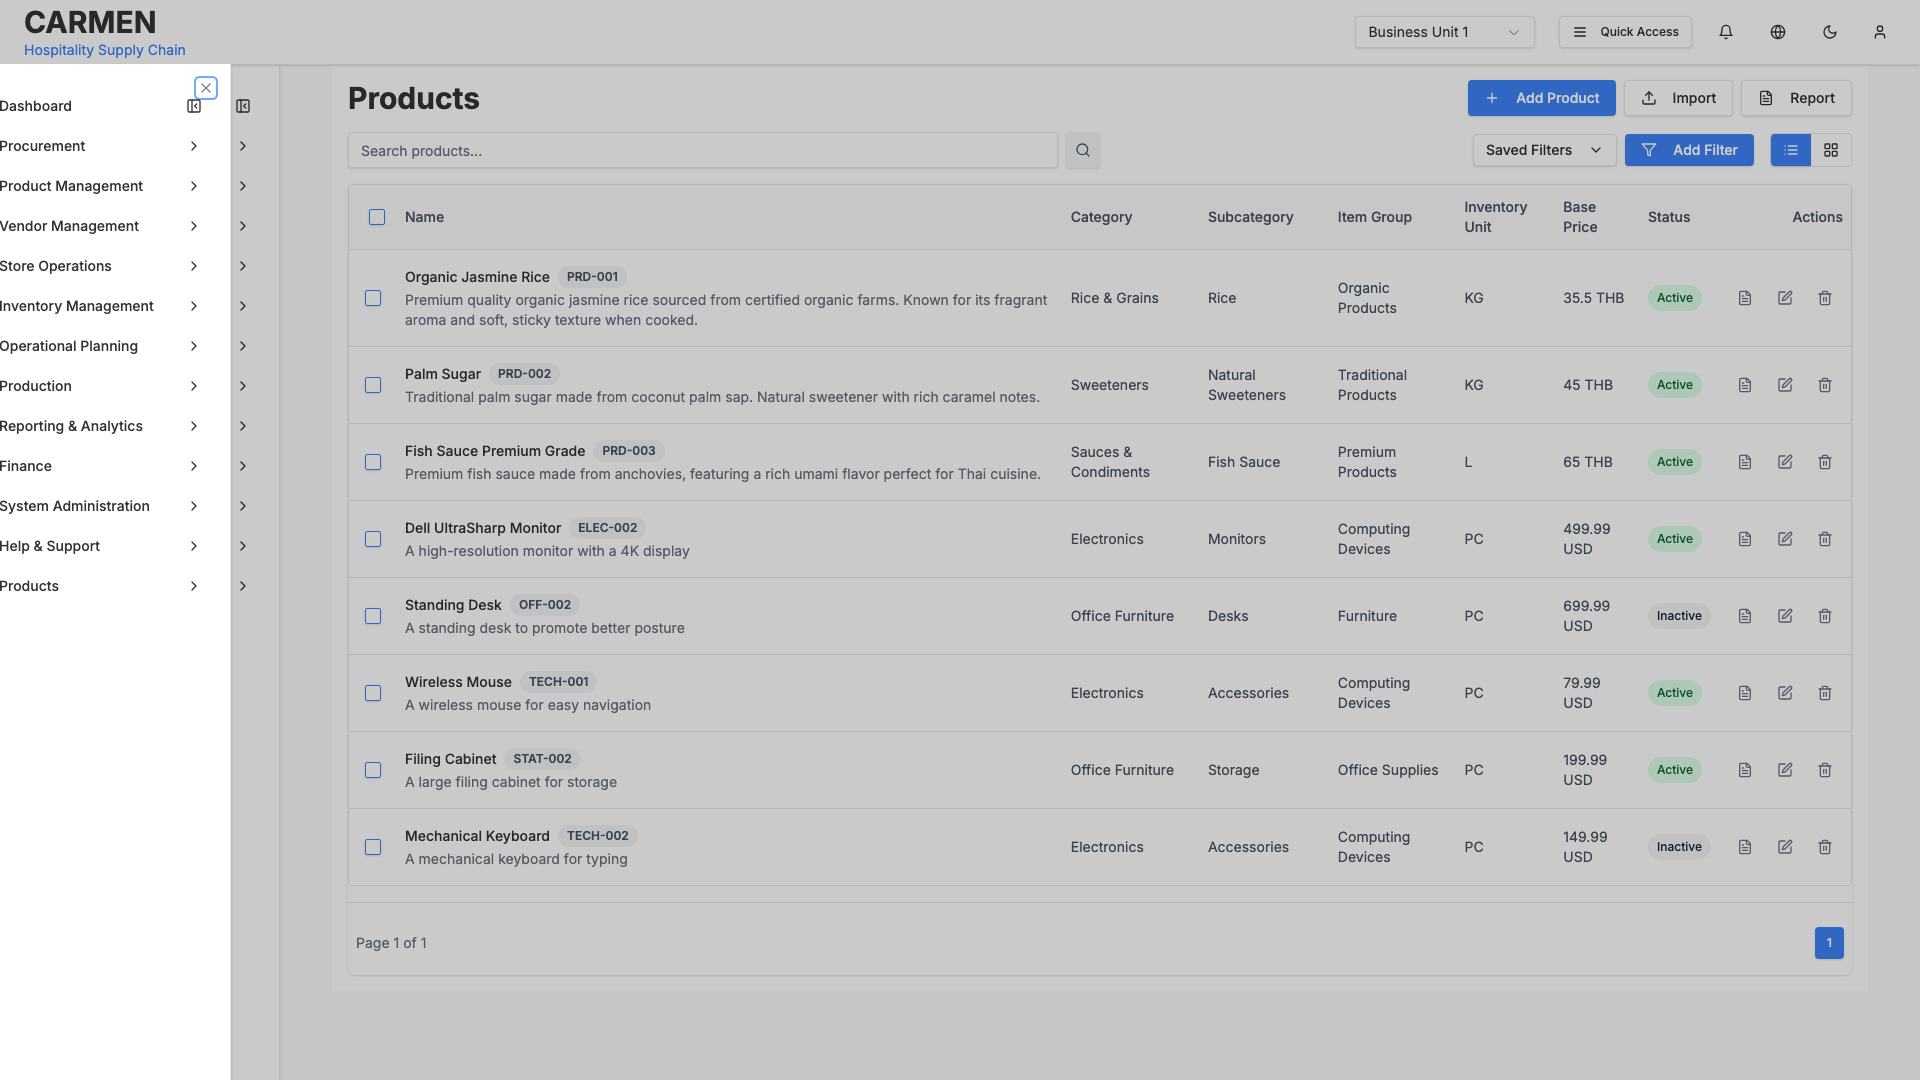 CARMEN
Hospitality Supply Chain
Business Unit 1
Quick Access
Dashboard
Procurement
Product Management
Vendor Management
Store Operations
Inventory Management
Operational Planning
Production
Reporting & Analytics
Finance
System Administration
Help & Support
Products
Products
Add Product
Import
Report
Search products...
Saved Filters
Add Filter
Name
Category
Subcategory
Item Group
Inventory
Unit
Base
Price
Status
Actions
Organic Jasmine Rice PRD-001
Premium quality organic jasmine rice sourced from certified organic farms. Known for its fragrant
aroma and soft, sticky texture when cooked.
Rice & Grains
Rice
Organic
Products
KG
35.5 THB
Active
Palm Sugar PRD-002
Traditional palm sugar made from coconut palm sap. Natural sweetener with rich caramel notes.
Sweeteners
Natural
Sweeteners
Traditional
Products
KG
45 THB
Active
Fish Sauce Premium Grade PRD-003
Premium fish sauce made from anchovies, featuring a rich umami flavor perfect for Thai cuisine.
Sauces &
Condiments
Fish Sauce
Premium
Products
L
65 THB
Active
Dell UltraSharp Monitor ELEC-002
A high-resolution monitor with a 4K display
Electronics
Monitors
Computing
Devices
PC
499.99
USD
Active
Standing Desk OFF-002
A standing desk to promote better posture
Office Furniture
Desks
Furniture
PC
699.99
USD
Inactive
Wireless Mouse TECH-001
A wireless mouse for easy navigation
Electronics
Accessories
Computing
Devices
PC
79.99
USD
Active
Filing Cabinet STAT-002
A large filing cabinet for storage
Office Furniture
Storage
Office Supplies
PC
199.99
USD
Active
Mechanical Keyboard TECH-002
A mechanical keyboard for typing
Electronics
Accessories
Computing
Devices
PC
149.99
USD
Inactive
Page 1 of 1
1